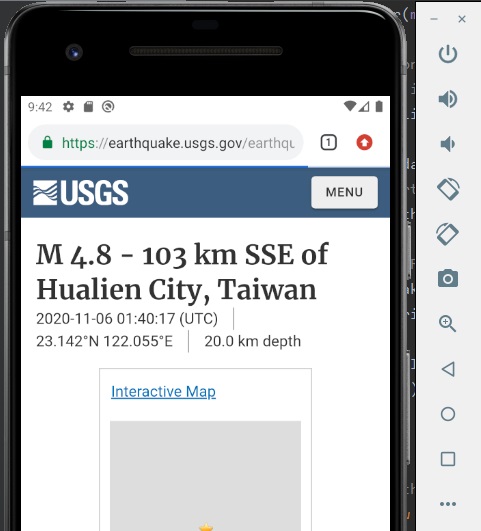 9:42
https://earthquake.usgs.gov/earthqu
1
USGS
MENU
M 4.8 - 103 km SSE of
Hualien City, Taiwan
2020-11-06 01:40:17 (UTC)
23.142°N 122.055°E
20.0 km depth
Interactive Map